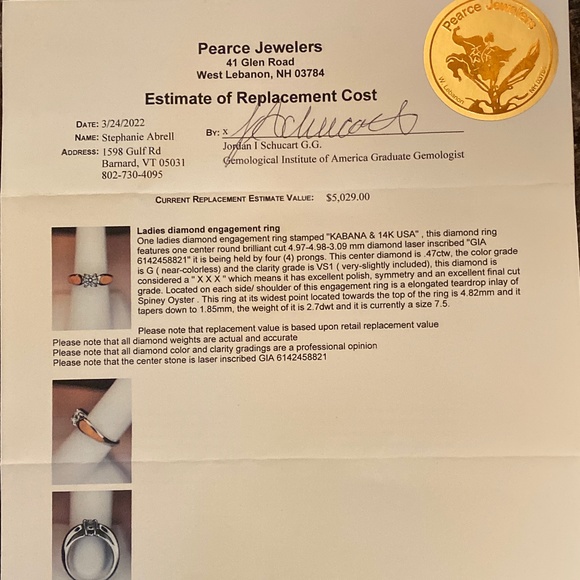 Pearce Jewelers
41 Glen Road
West Lebanon, NH 03784
Estimate of Replacement Cost
Pearce Jewelers
W. Lebanon
DATE: 3/24/2022
NAME: Stephanie Abrell
ADDRESS: 1598 Gulf Rd
Barnard, VT 05031
802-730-4095
BY: x
Jordan I Schucart G.G.
Gemological Institute of America Graduate Gemologist
CURRENT REPLACEMENT ESTIMATE VALUE: $5,029.00
Ladies diamond engagement ring
One ladies diamond engagement ring stamped "KABANA & 14K USA" , this diamond ring
features one center round brilliant cut 4.97-4.98-3.09 mm diamond laser inscribed "GIA
6142458821" it is being held by four (4) prongs. This center diamond is .47ctw, the color grade
is G ( near-colorless) and the clarity grade is VS1 ( very-slightly included), this diamond is
considered a " X X X " which means it has excellent polish, symmetry and an excellent final cut
grade. Located on each side/ shoulder of this engagement ring is a elongated teardrop inlay of
Spiney Oyster . This ring at its widest point located towards the top of the ring is 4.82mm and it
tapers down to 1.85mm, the weight of it is 2.7dwt and it is currently a size 7.5.
Please note that replacement value is based upon retail replacement value
Please note that all diamond weights are actual and accurate
Please note that all diamond color and clarity gradings are a professional opinion
Please note that the center stone is laser inscribed GIA 6142458821